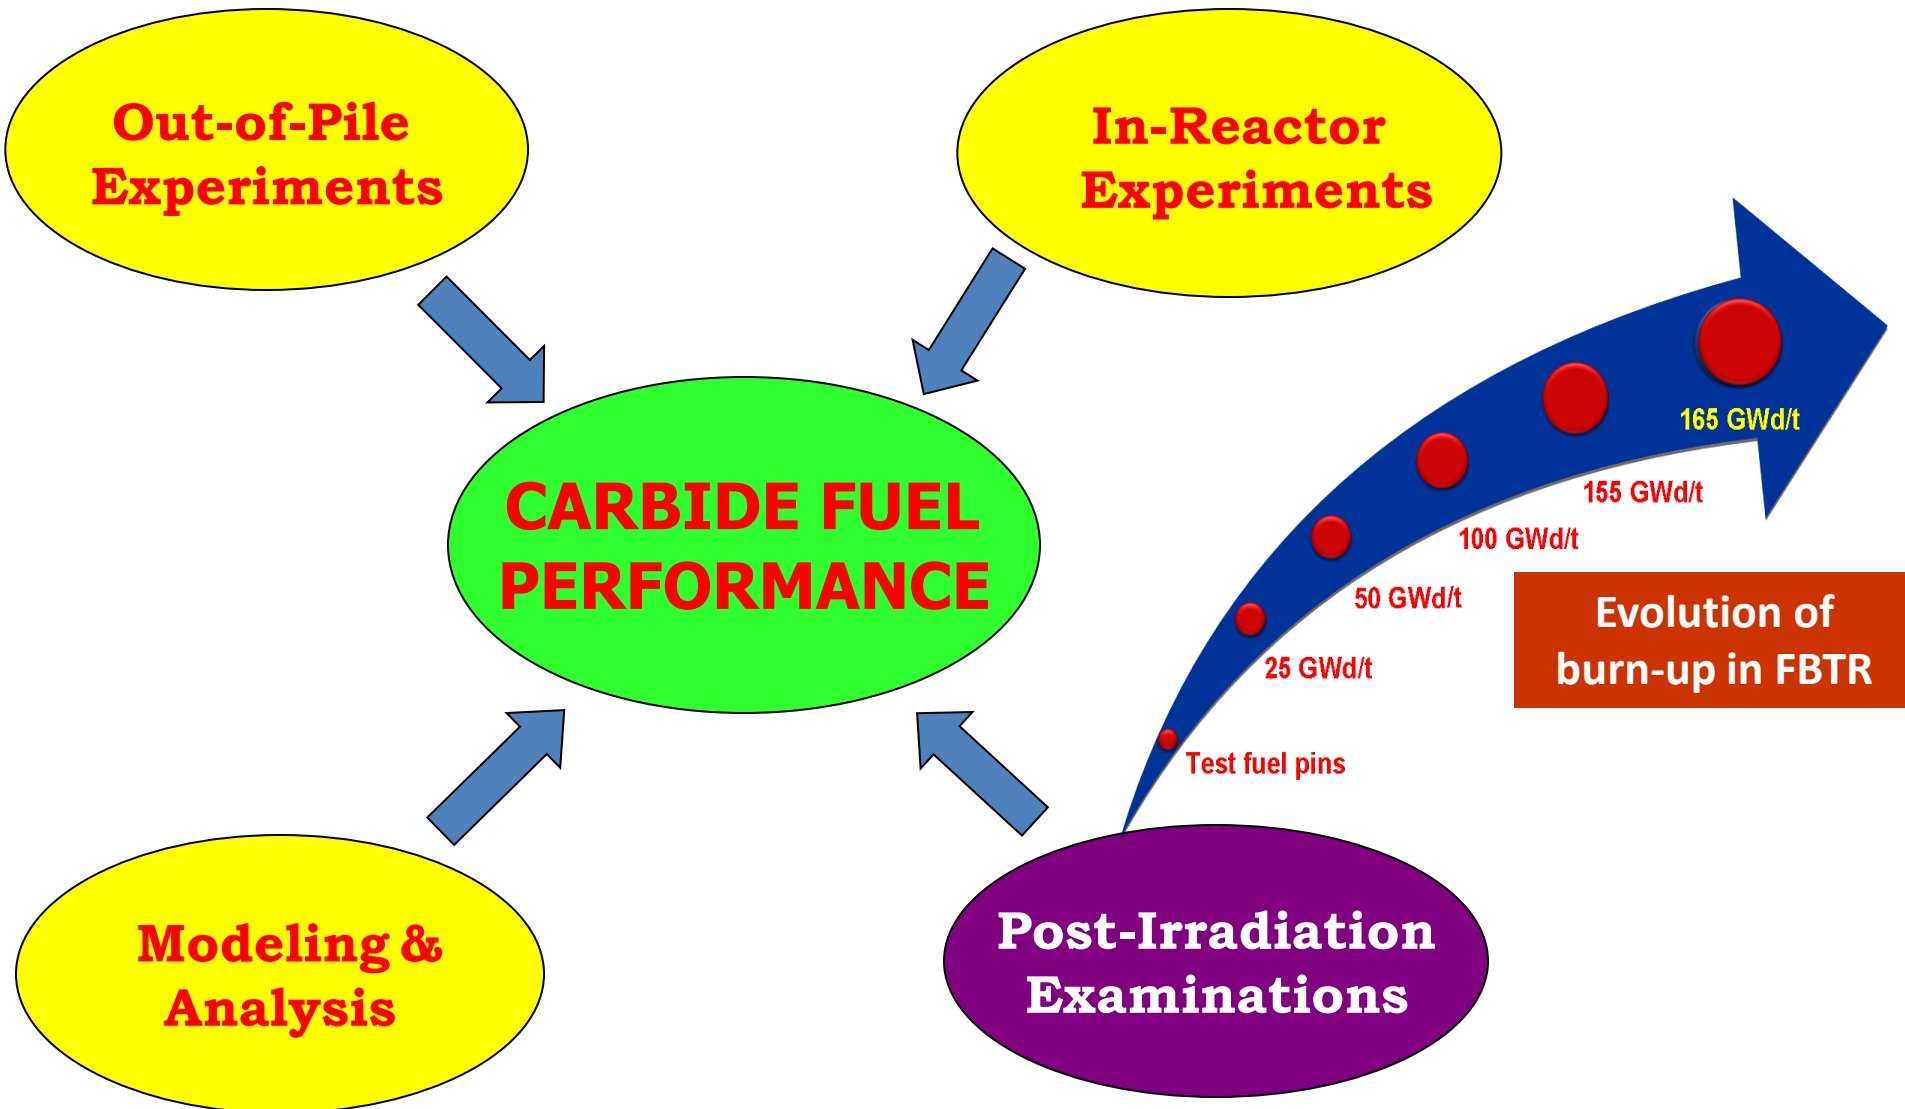 Out-of-Pile
Experiments
In-Reactor
Experiments
CARBIDE FUEL
PERFORMANCE
Modeling &
Analysis
Post-Irradiation
Examinations
Test fuel pins
25 GWd/t
50 GWd/t
100 GWd/t
155 GWd/t
165 GWd/t
Evolution of
burn-up in FBTR